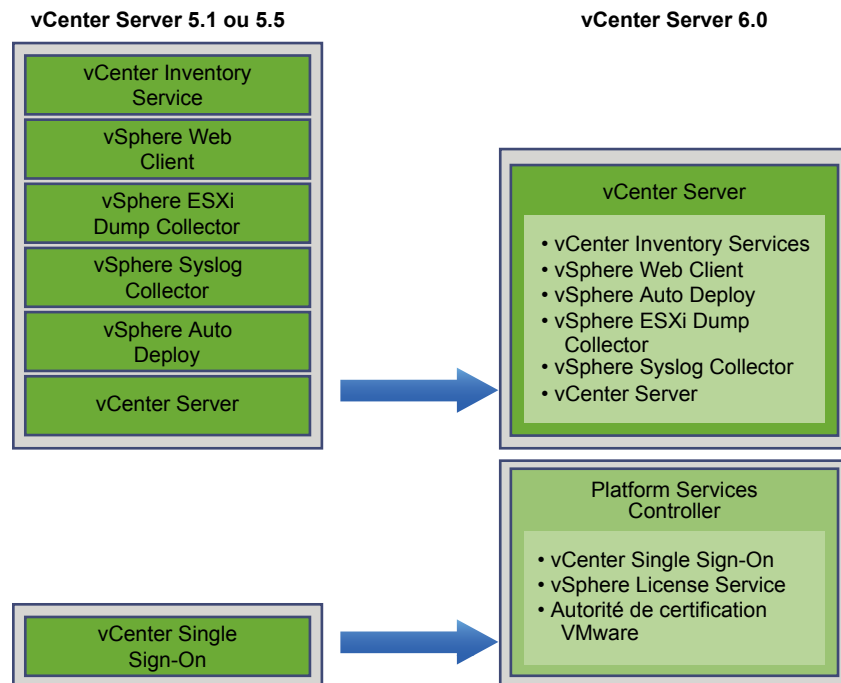 vCenter Server 5.1 ou 5.5
vCenter Inventory
Service
vSphere Web
Client
vSphere ESXi
Dump Collector
vSphere Syslog
Collector
vSphere Auto
Deploy
vCenter Server
vCenter Single
Sign-On
vCenter Server 6.0
vCenter Server
• vCenter Inventory Services
• vSphere Web Client
• vSphere Auto Deploy
• vSphere ESXi Dump
Collector
• vSphere Syslog Collector
• vCenter Server
Platform Services
Controller
• vCenter Single Sign-On
• vSphere License Service
• Autorité de certification
VMware